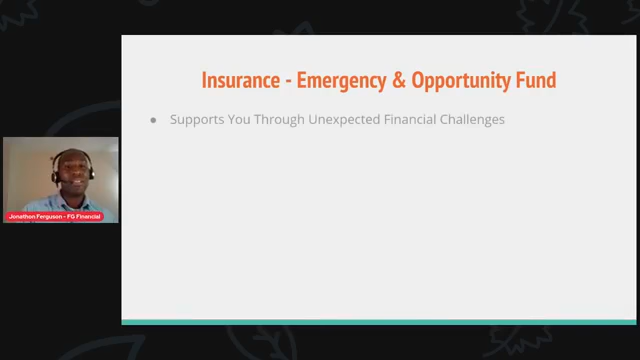 Insurance - Emergency & Opportunity Fund
● Supports You Through Unexpected Financial Challenges
Jonathon Ferguson - FG Financial